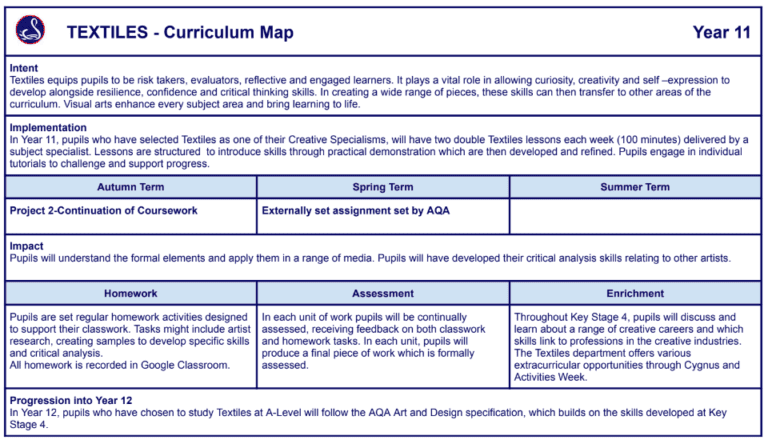 TEXTILES - Curriculum Map
Year 11
Intent
Textiles equips pupils to be risk takers, evaluators, reflective and engaged learners. It plays a vital role in allowing curiosity, creativity and self –expression to
develop alongside resilience, confidence and critical thinking skills. In creating a wide range of pieces, these skills can then transfer to other areas of the
curriculum. Visual arts enhance every subject area and bring learning to life.
Implementation
In Year 11, pupils who have selected Textiles as one of their Creative Specialisms, will have two double Textiles lessons each week (100 minutes) delivered by a
subject specialist. Lessons are structured  to introduce skills through practical demonstration which are then developed and refined. Pupils engage in individual
tutorials to challenge and support progress.
Autumn Term
Spring Term
Summer Term
Project 2-Continuation of Coursework
Externally set assignment set by AQA
Impact
Pupils will understand the formal elements and apply them in a range of media. Pupils will have developed their critical analysis skills relating to other artists.
Homework
Assessment
Enrichment
Pupils are set regular homework activities designed
to support their classwork. Tasks might include artist
research, creating samples to develop specific skills
and critical analysis.
All homework is recorded in Google Classroom.
In each unit of work pupils will be continually
assessed, receiving feedback on both classwork
and homework tasks. In each unit, pupils will
produce a final piece of work which is formally
assessed.
Throughout Key Stage 4, pupils will discuss and
learn about a range of creative careers and which
skills link to professions in the creative industries.
The Textiles department offers various
extracurricular opportunities through Cygnus and
Activities Week.
Progression into Year 12
In Year 12, pupils who have chosen to study Textiles at A-Level will follow the AQA Art and Design specification, which builds on the skills developed at Key
Stage 4.